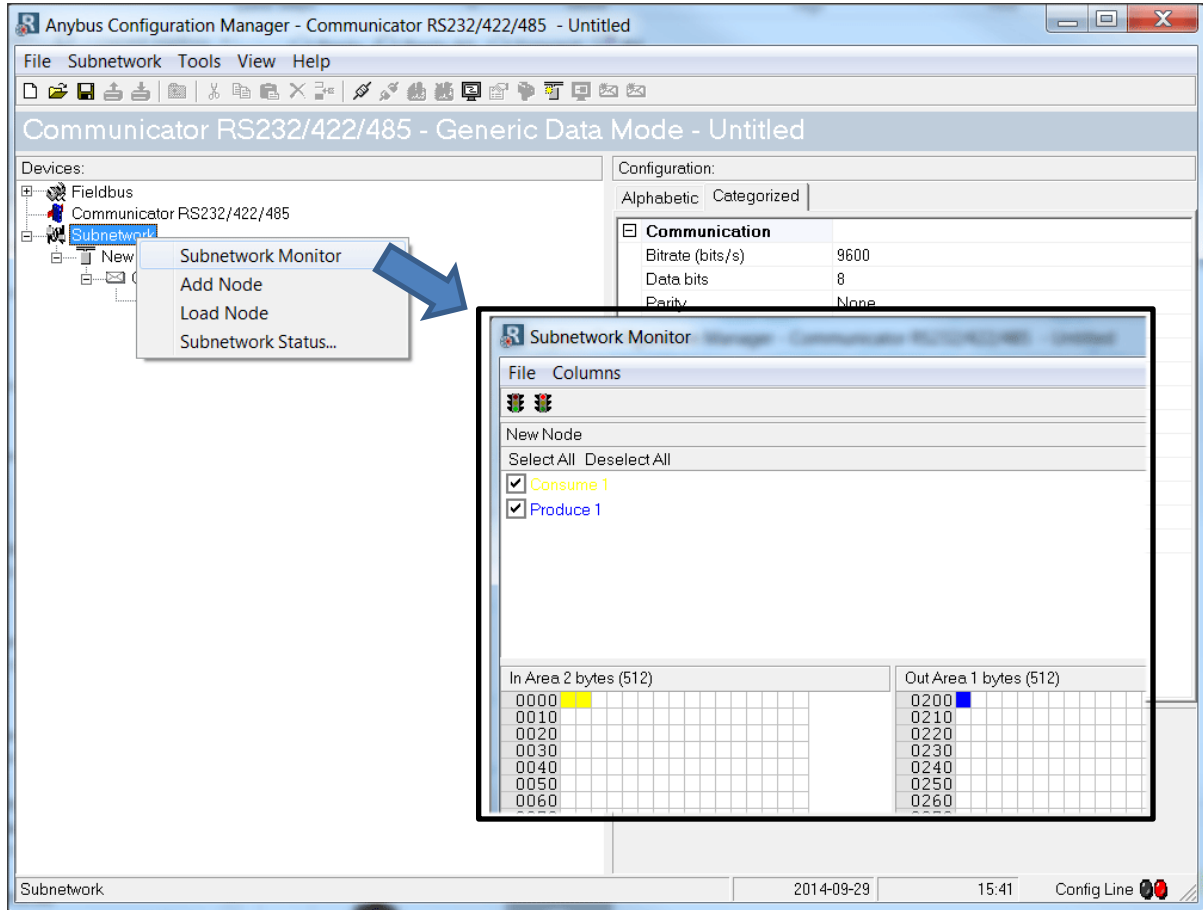 Anybus Configuration Manager - Communicator RS232/422/485 - Untitled
File Subnetwork Tools View Help
Communicator RS232/422/485 - Generic Data Mode - Untitled
Devices:
Fieldbus
Communicator RS232/422/485
Subnetwork
New
Subnetwork Monitor
Add Node
Load Node
Subnetwork Status...
Configuration:
Alphabetic Categorized
Communication
Bitrate (bits/s) 9600
Data bits 8
Parity None
Subnetwork Monitor
File Columns
New Node
Select All Deselect All
Consume 1
Produce 1
In Area 2 bytes (512)
0000
0010
0020
0030
0040
0050
0060
Out Area 1 bytes (512)
0200
0210
0220
0230
0240
0250
0260
Subnetwork 2014-09-29 15:41 Config Line